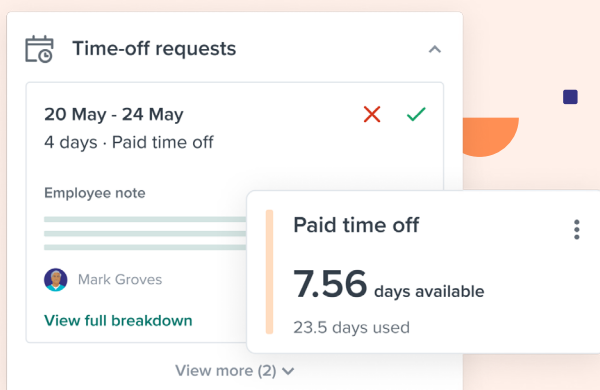 Time-off requests
20 May - 24 May
4 days · Paid time off
Employee note
Mark Groves
View full breakdown
View more (2)
Paid time off
7.56 days available
23.5 days used